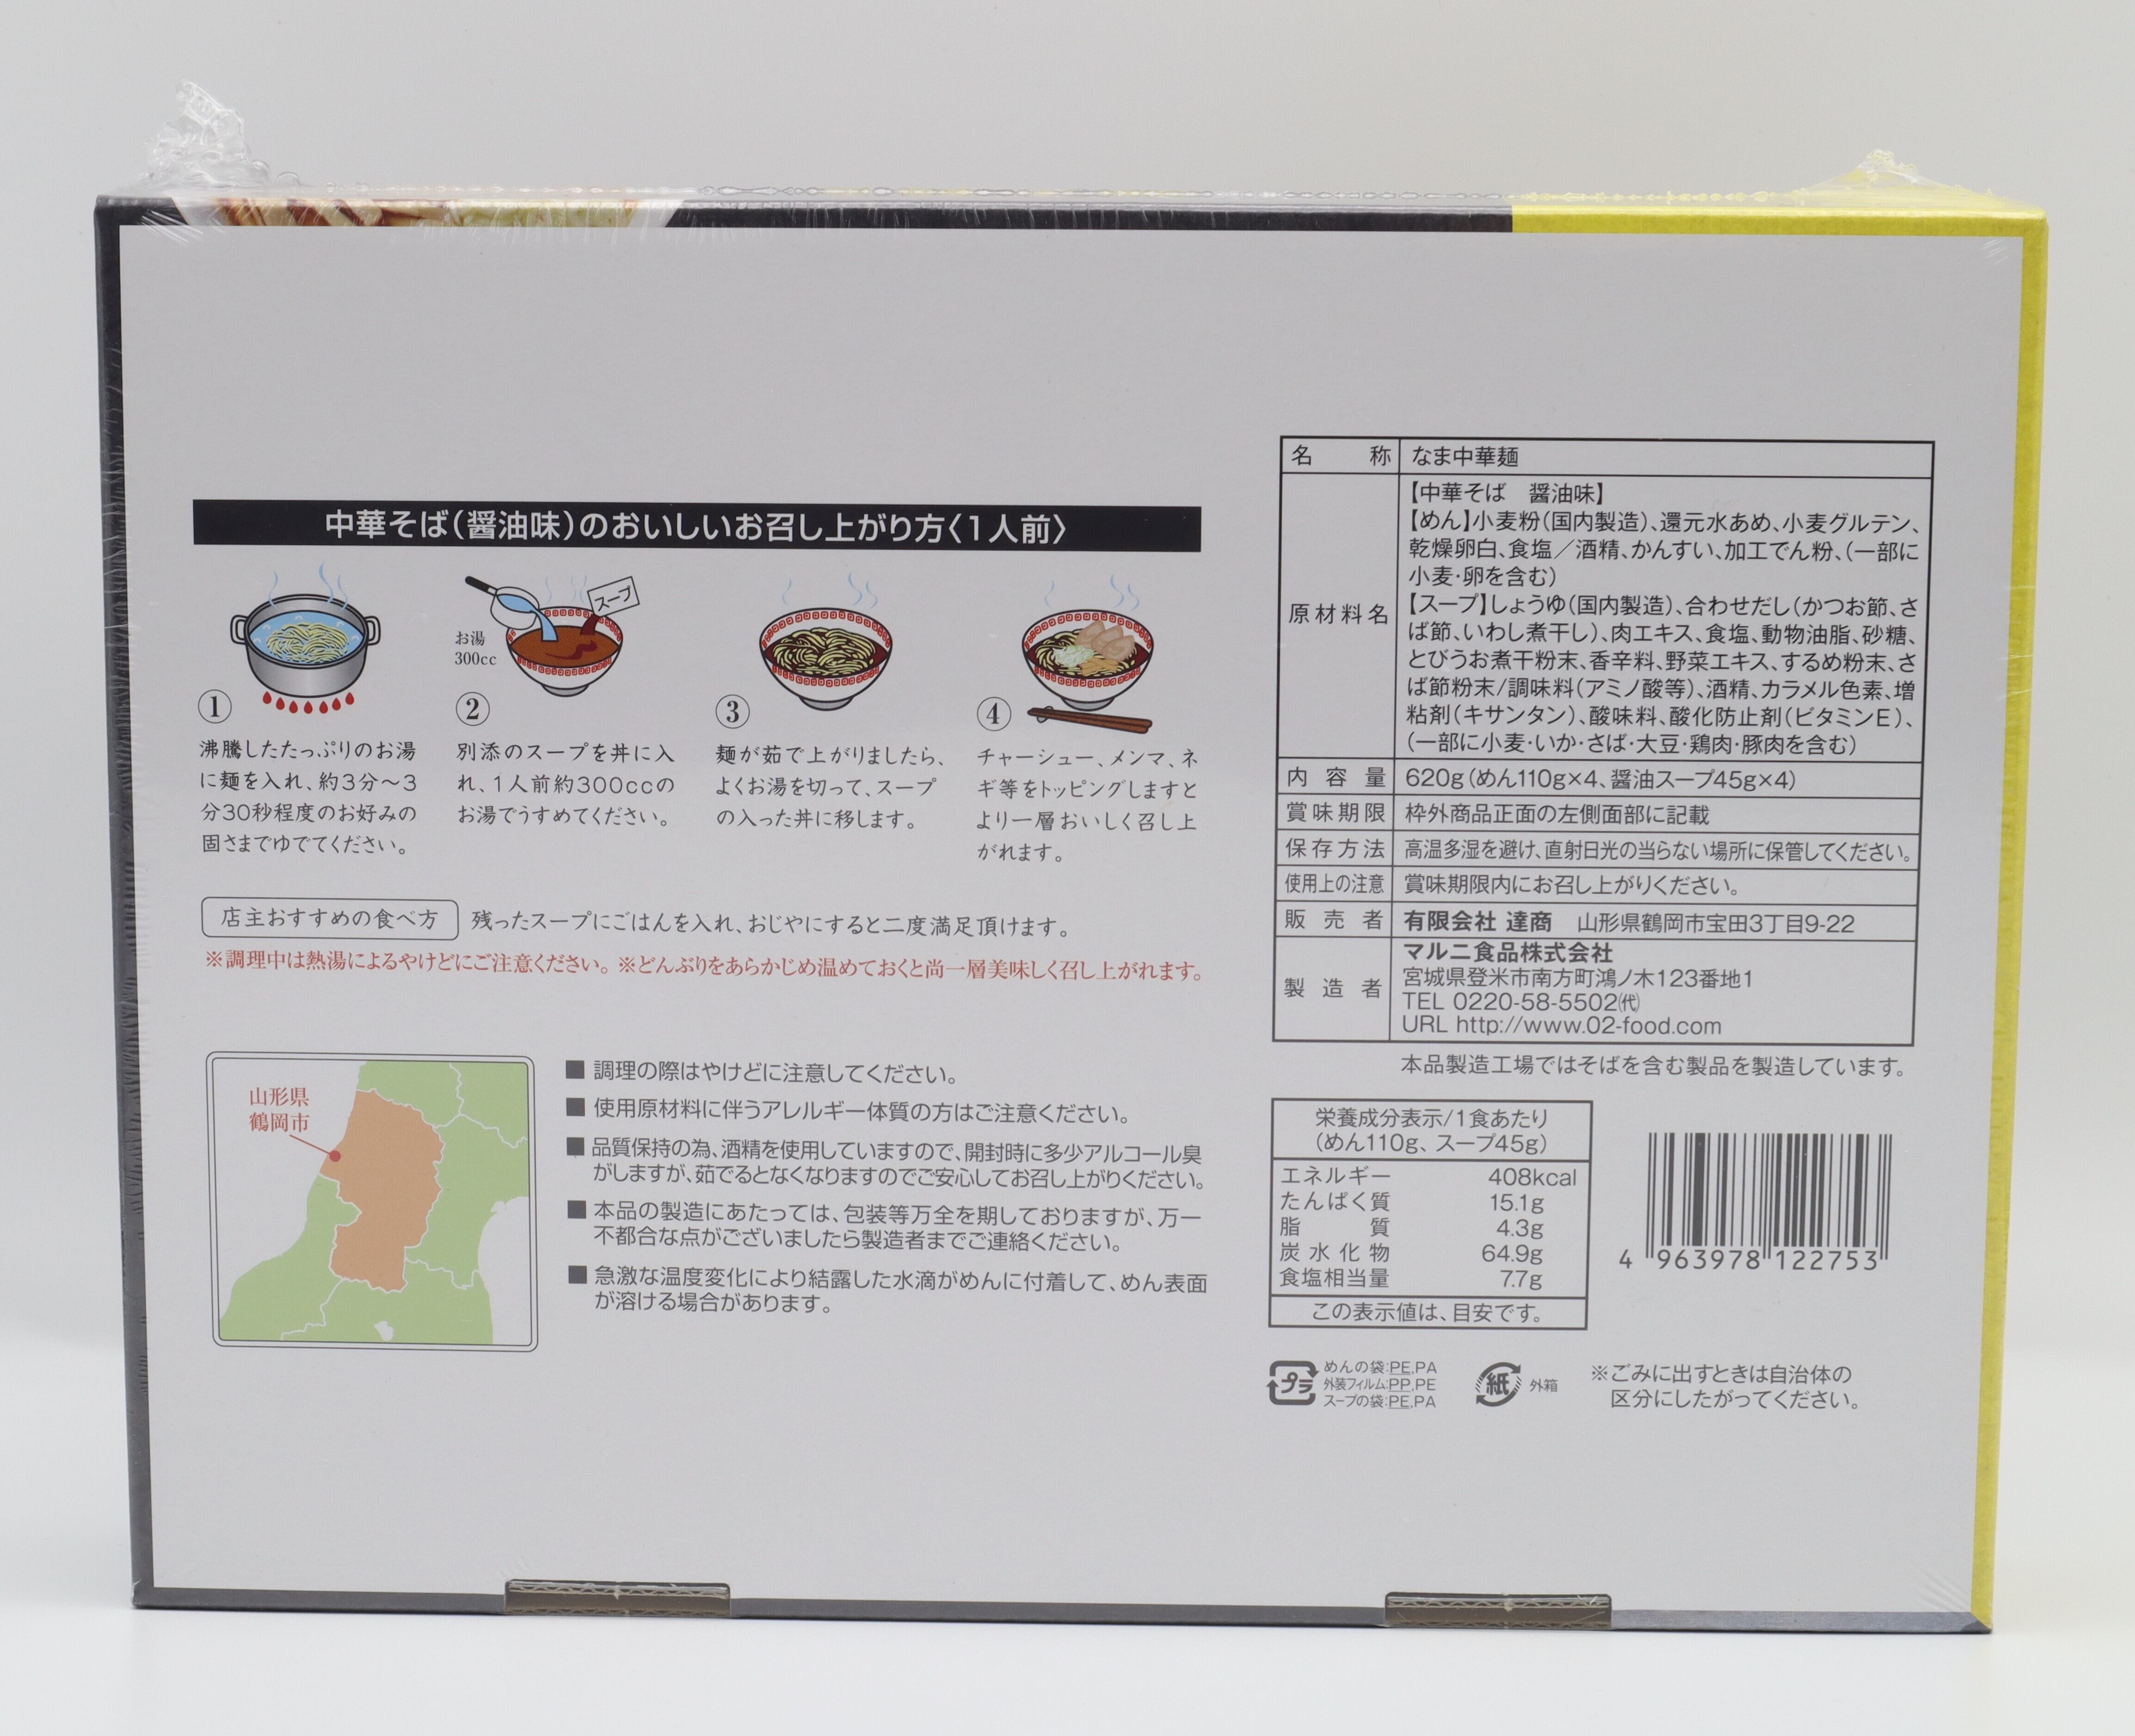 中華そば(醤油味)のおいしいお召し上がり方〈1人前〉
お湯
300cc
スープ
①
沸騰したたっぷりのお湯
に麺を入れ、約3分〜3
分30秒程度のお好みの
固さまでゆでてください。
②
別添のスープを丼に入
れ、1人前約300ccの
お湯でうすめてください。
③
麺が茹で上がりましたら、
よくお湯を切って、スープ
の入った丼に移します。
④
チャーシュー、メンマ、ネ
ギ等をトッピングしますと
より一層おいしく召し上
がれます。
店主おすすめの食べ方 残ったスープにごはんを入れ、おじやにすると二度満足頂けます。
※調理中は熱湯によるやけどにご注意ください。※どんぶりをあらかじめ温めておくと尚一層美味しく召し上がれます。
山形県
鶴岡市
■ 調理の際はやけどに注意してください。
■ 使用原材料に伴うアレルギー体質の方はご注意ください。
■ 品質保持の為、酒精を使用していますので、開封時に多少アルコール臭
がしますが、茹でるとなくなりますのでご安心してお召し上がりください。
■ 本品の製造にあたっては、包装等万全を期しておりますが、万一
不都合な点がございましたら製造者までご連絡ください。
■ 急激な温度変化により結露した水滴がめんに付着して、めん表面
が溶ける場合があります。
名称 なま中華麺
原材料名
【中華そば 醤油味】
【めん】小麦粉(国内製造)、還元水あめ、小麦グルテン、
乾燥卵白、食塩/酒精、かんすい、加工でん粉、(一部に
小麦・卵を含む)
【スープ】しょうゆ(国内製造)、合わせだし(かつお節、さ
ば節、いわし煮干し)、肉エキス、食塩、動物油脂、砂糖、
とびうお煮干粉末、香辛料、野菜エキス、するめ粉末、さ
ば節粉末/調味料(アミノ酸等)、酒精、カラメル色素、増
粘剤(キサンタン)、酸味料、酸化防止剤(ビタミンE)、
(一部に小麦・いか・さば・大豆・鶏肉・豚肉を含む)
内容量 620g(めん110g×4、醤油スープ45g×4)
賞味期限 枠外商品正面の左側面部に記載
保存方法 高温多湿を避け、直射日光の当らない場所に保管してください。
使用上の注意 賞味期限内にお召し上がりください。
販売者 有限会社 達商 山形県鶴岡市宝田3丁目9-22
製造者
マルニ食品株式会社
宮城県登米市南方町鴻ノ木123番地1
TEL 0220-58-5502㈹
URL http://www.02-food.com
本品製造工場ではそばを含む製品を製造しています。
栄養成分表示/1食あたり
(めん110g、スープ45g)
エネルギー 408kcal
たんぱく質 15.1g
脂質 4.3g
炭水化物 64.9g
食塩相当量 7.7g
この表示値は、目安です。
4 963978 122753
プラ
めんの袋:PE,PA
外装フィルム:PP,PE
スープの袋:PE,PA
紙 外箱
※ごみに出すときは自治体の
区分にしたがってください。